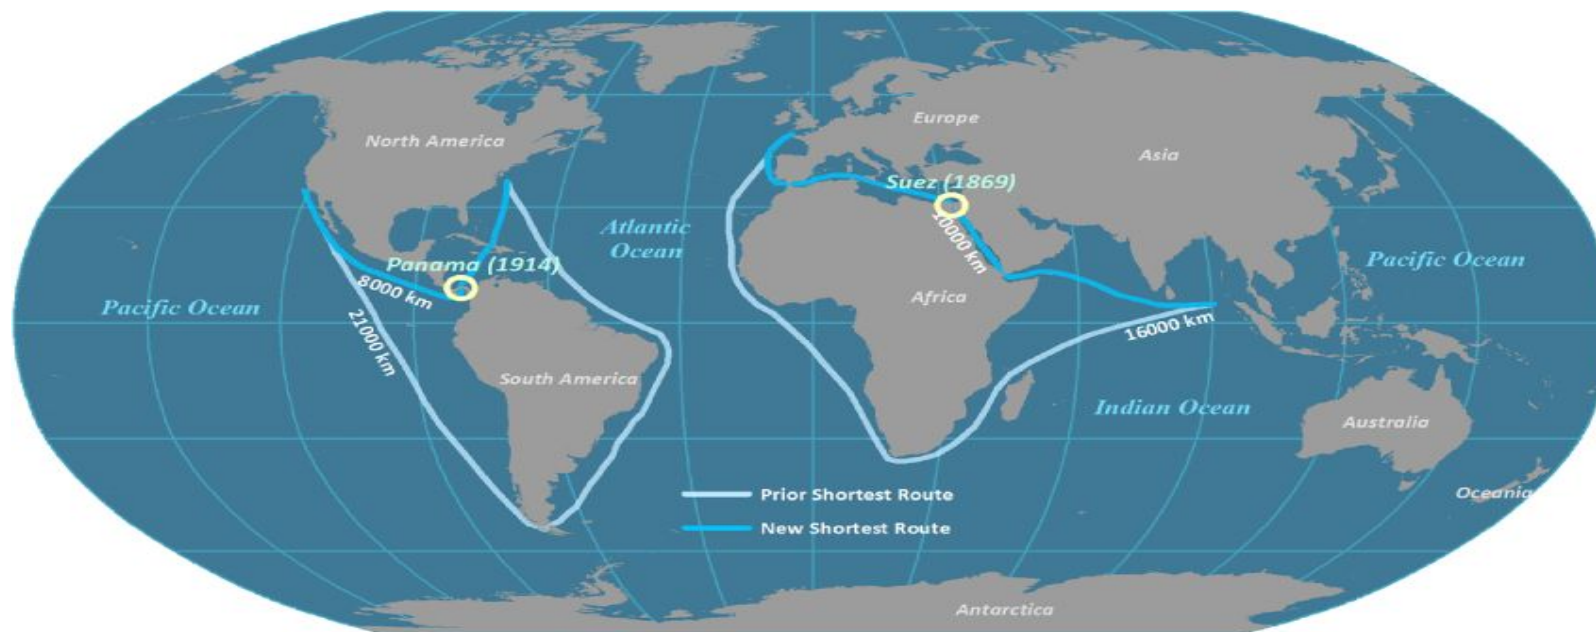 North America
Europe
Asia
Suez (1869)
10000 km
Atlantic
Ocean
Panama (1914)
8000 km
Pacific Ocean
Pacific Ocean
Africa
21000 km
16000 km
South America
Indian Ocean
Australia
Prior Shortest Route
Oceania
New Shortest Route
Antarctica